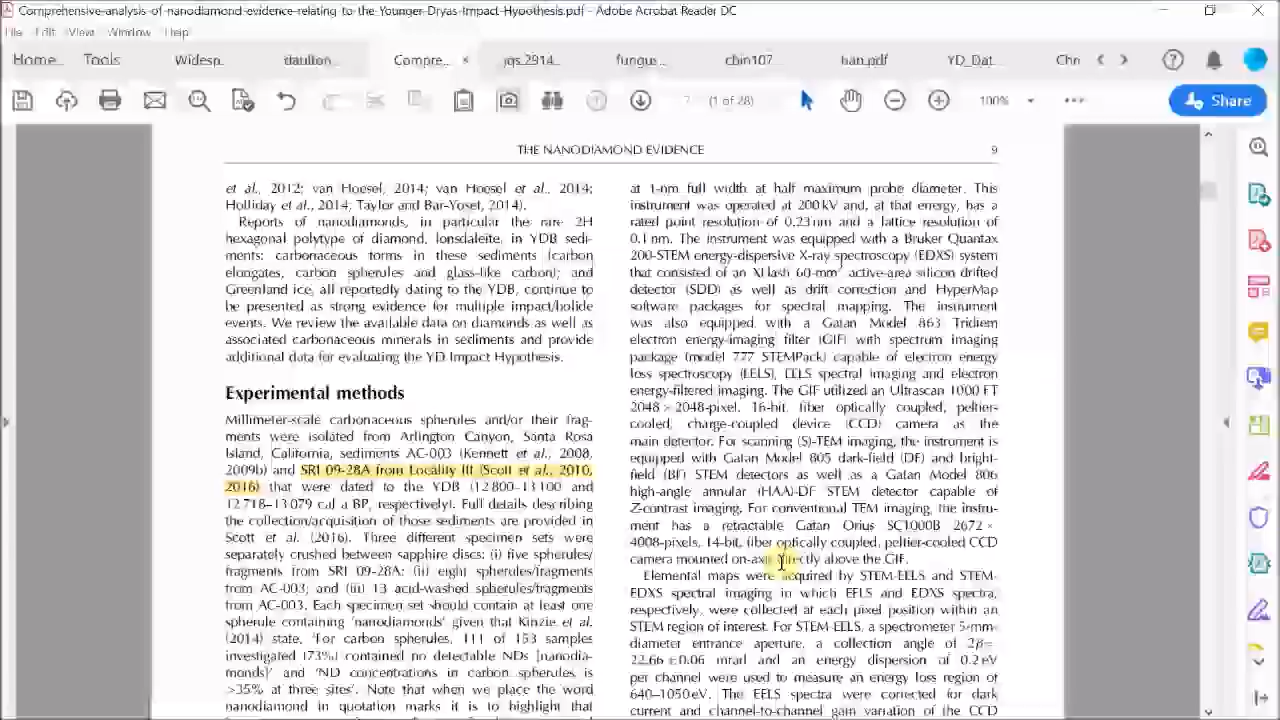 Comprehensive analysis of nanodiamond evidence relating to the Younger Dryas Impact Hypothesis.pdf - Adobe Acrobat Reader DC
File Edit View Window Help
Home Tools Widesp... daulton... Compre... × jqs.2914... fungus... cbin107 han.pdf YD_Dat... Chr
7 (1 of 28) 100% Share
THE NANODIAMOND EVIDENCE 9
et al., 2012; van Hoesel, 2014; van Hoesel et al., 2014;
Holliday et al., 2014; Taylor and Bar-Yosef, 2014).
Reports of nanodiamonds, in particular the rare 2H
hexagonal polytype of diamond, lonsdaleite, in YDB sedi-
ments; carbonaceous forms in these sediments (carbon
elongates, carbon spherules and glass-like carbon); and
Greenland ice, all reportedly dating to the YDB, continue to
be presented as strong evidence for multiple impact/bolide
events. We review the available data on diamonds as well as
associated carbonaceous minerals in sediments and provide
additional data for evaluating the YD Impact Hypothesis.
Experimental methods
Millimeter-scale carbonaceous spherules and/or their frag-
ments were isolated from Arlington Canyon, Santa Rosa
Island, California, sediments AC-003 (Kennett et al., 2008,
2009b) and SRI 09-28A from Locality III (Scott et al., 2010,
2016) that were dated to the YDB (12 800–13 100 and
12 718–13 079 cal a BP, respectively). Full details describing
the collection/acquisition of those sediments are provided in
Scott et al. (2016). Three different specimen sets were
separately crushed between sapphire discs: (i) five spherules/
fragments from SRI 09-28A; (ii) eight spherules/fragments
from AC-003; and (iii) 13 acid-washed spherules/fragments
from AC-003. Each specimen set should contain at least one
spherule containing 'nanodiamonds' given that Kinzie et al.
(2014) state, 'For carbon spherules, 111 of 153 samples
investigated (73%) contained no detectable NDs [nanodia-
monds]' and 'ND concentrations in carbon spherules is
>35% at three sites'. Note that when we place the word
nanodiamond in quotation marks it is to highlight that
at 1-nm full width at half maximum probe diameter. This
instrument was operated at 200 kV and, at that energy, has a
rated point resolution of 0.23 nm and a lattice resolution of
0.1 nm. The instrument was equipped with a Bruker Quantax
200-STEM energy-dispersive X-ray spectroscopy (EDXS) system
that consisted of an XFlash 60-mm² active-area silicon drifted
detector (SDD) as well as drift correction and HyperMap
software packages for spectral mapping. The instrument
was also equipped with a Gatan Model 863 Tridiem
electron energy-imaging filter (GIF) with spectrum imaging
package (model 777 STEMPack) capable of electron energy
loss spectroscopy (EELS), EELS spectral imaging and electron
energy-filtered imaging. The GIF utilized an Ultrascan 1000 FT
2048 × 2048-pixel, 16-bit, fiber optically coupled, peltier-
cooled, charge-coupled device (CCD) camera as the
main detector. For scanning (S)-TEM imaging, the instrument is
equipped with Gatan Model 805 dark-field (DF) and bright-
field (BF) STEM detectors as well as a Gatan Model 806
high-angle annular (HAA)-DF STEM detector capable of
Z-contrast imaging. For conventional TEM imaging, the instru-
ment has a retractable Gatan Orius SC1000B 2672 ×
4008-pixels, 14-bit, fiber optically coupled, peltier-cooled CCD
camera mounted on-axis directly above the GIF.
Elemental maps were acquired by STEM-EELS and STEM-
EDXS spectral imaging in which EELS and EDXS spectra,
respectively, were collected at each pixel position within an
STEM region of interest. For STEM-EELS, a spectrometer 5-mm-
diameter entrance aperture, a collection angle of 2β=
22.66 ± 0.06 mrad and an energy dispersion of 0.2 eV
per channel were used to measure an energy loss region of
640–1050 eV. The EELS spectra were corrected for dark
current and channel-to-channel gain variation of the CCD